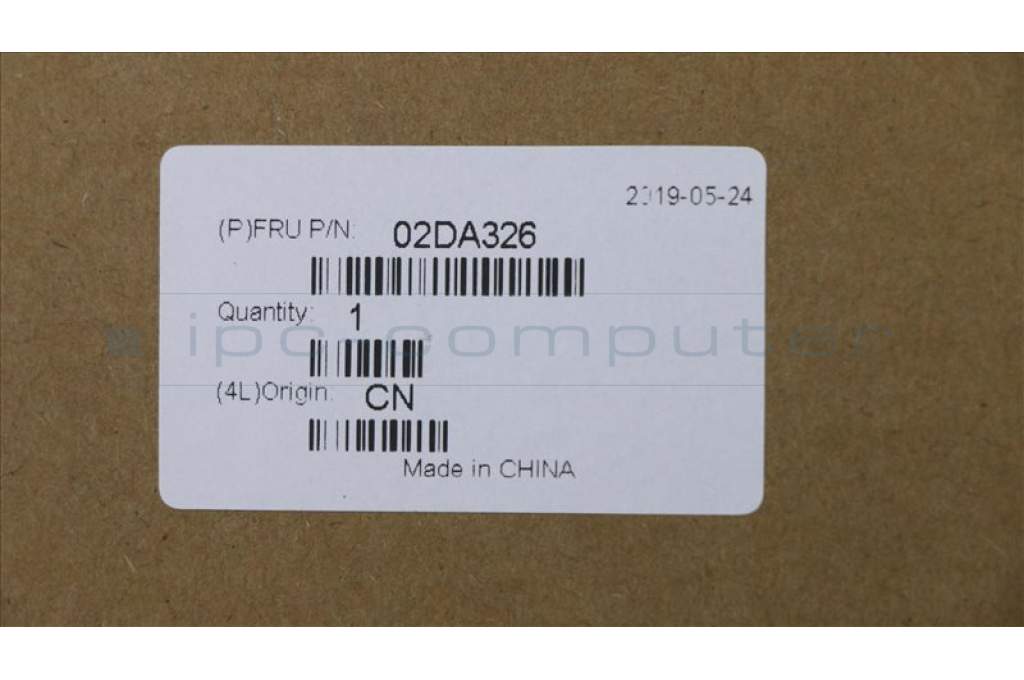 2019-05-24
(P)FRU P/N: 02DA326
Quantity: 1
ipc-computer
(4L)Origin: CN
Made in CHINA